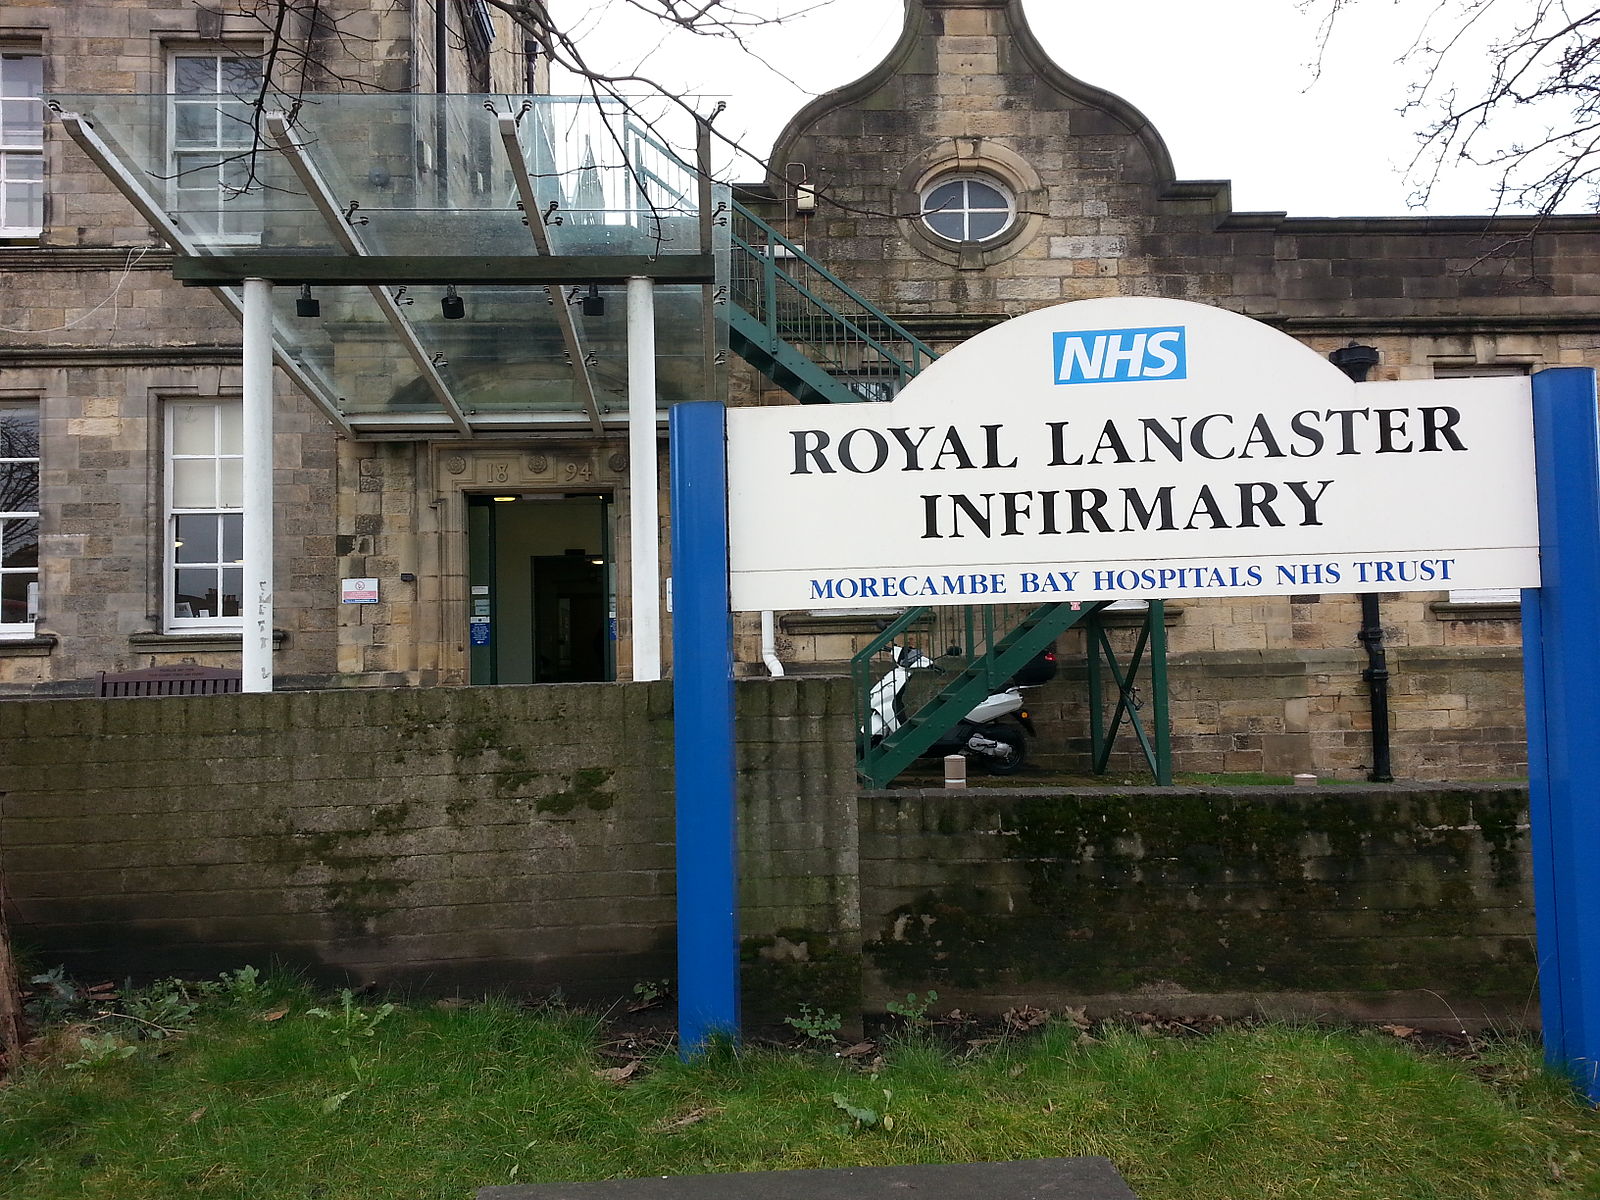 NHS
ROYAL LANCASTER
INFIRMARY
MORECAMBE BAY HOSPITALS NHS TRUST
18 94